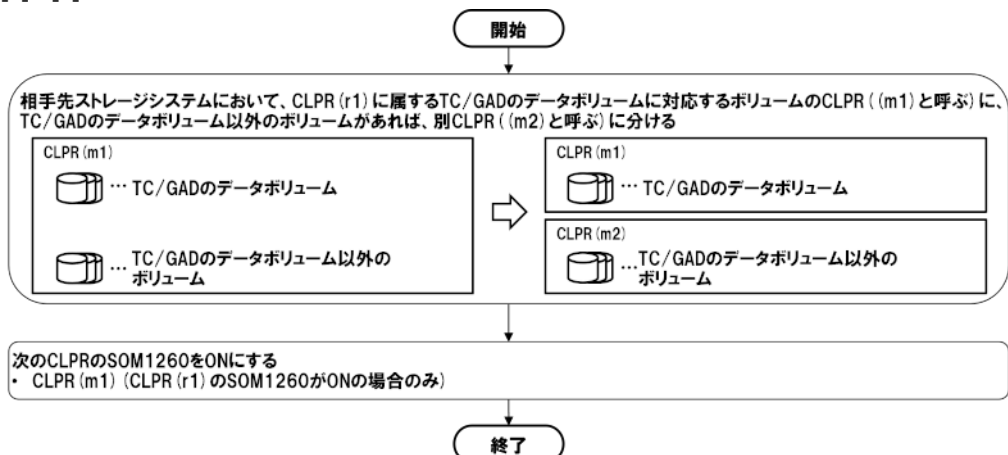 開始
相手先ストレージシステムにおいて、CLPR(r1)に属するTC/GADのデータボリュームに対応するボリュームのCLPR((m1)と呼ぶ)に、
TC/GADのデータボリューム以外のボリュームがあれば、別CLPR((m2)と呼ぶ)に分ける
CLPR(m1)
… TC/GADのデータボリューム
… TC/GADのデータボリューム以外の
ボリューム
CLPR(m1)
… TC/GADのデータボリューム
CLPR(m2)
…TC/GADのデータボリューム以外の
ボリューム
次のCLPRのSOM1260をONにする
・ CLPR(m1) (CLPR(r1)のSOM1260がONの場合のみ)
終了